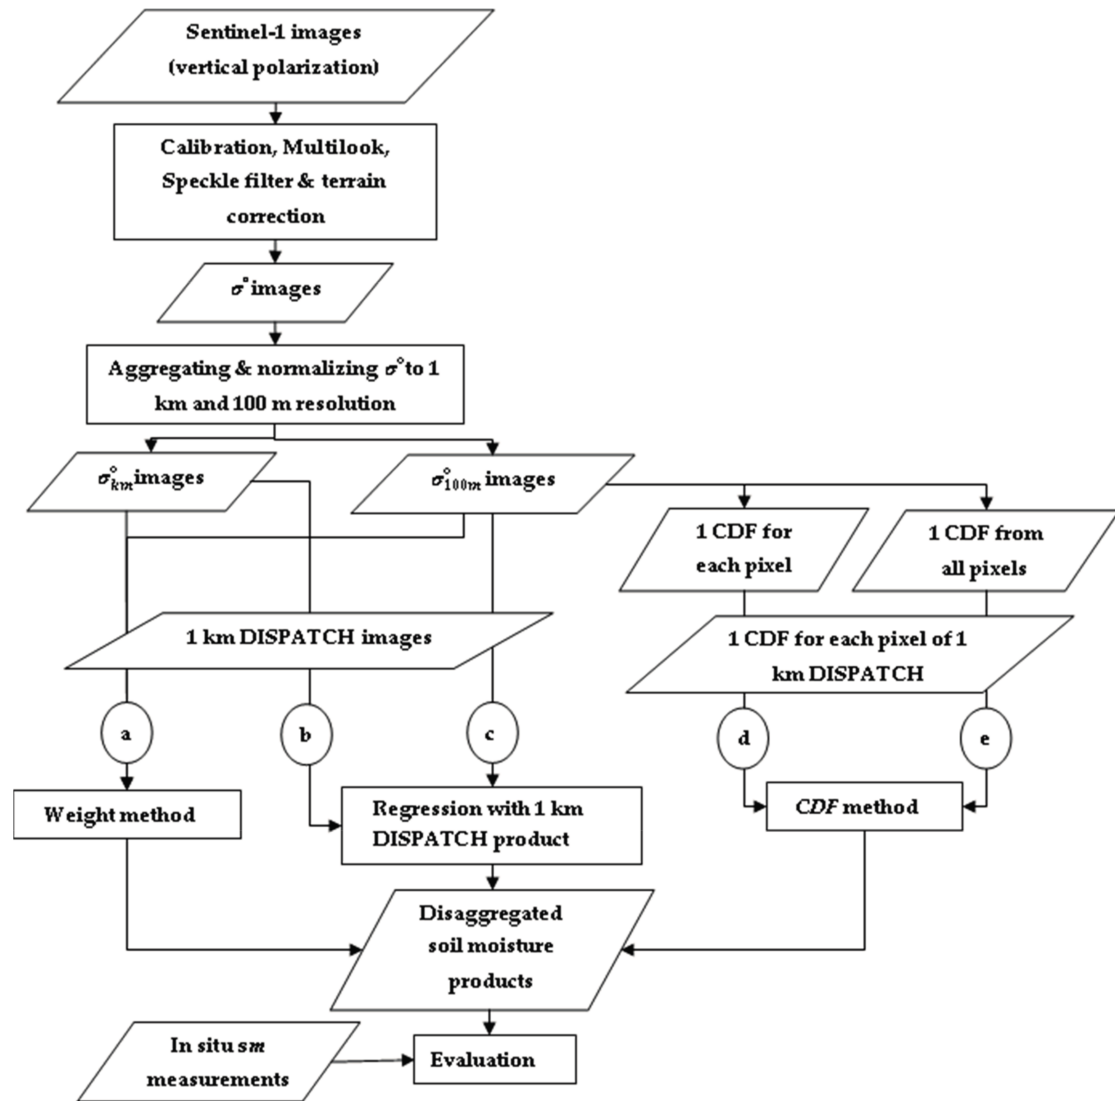 Sentinel-1 images
(vertical polarization)
Calibration, Multilook,
Speckle filter & terrain
correction
σ° images
Aggregating & normalizing σ° to 1
km and 100 m resolution
σ°km images
σ°100m images
1 CDF for
each pixel
1 CDF from
all pixels
1 km DISPATCH images
1 CDF for each pixel of 1
km DISPATCH
a
b
c
d
e
Weight method
Regression with 1 km
DISPATCH product
CDF method
Disaggregated
soil moisture
products
In situ sm
measurements
Evaluation